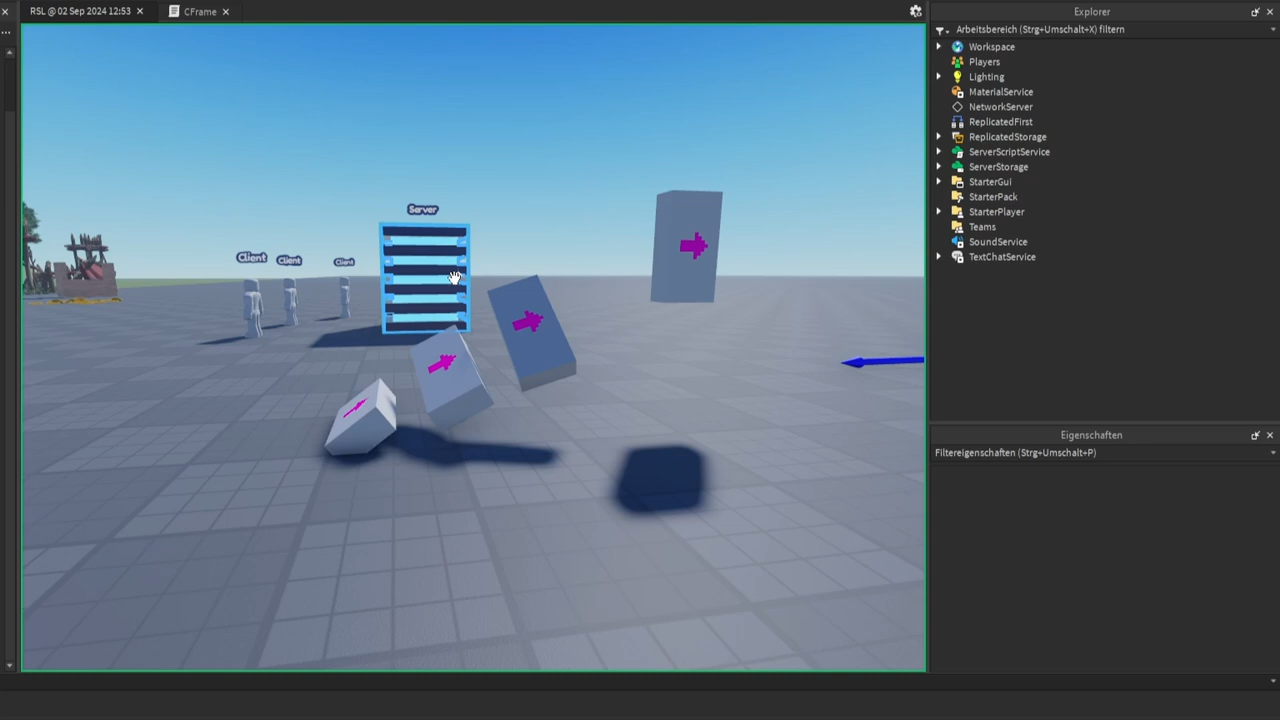 RSL @ 02 Sep 2024 12:53
CFrame
Explorer
Arbeitsbereich (Strg+Umschalt+X) filtern
Workspace
Players
Lighting
MaterialService
NetworkServer
ReplicatedFirst
ReplicatedStorage
ServerScriptService
ServerStorage
StarterGui
StarterPack
StarterPlayer
Teams
SoundService
TextChatService
Server
Client
Client
Client
Eigenschaften
Filtereigenschaften (Strg+Umschalt+P)